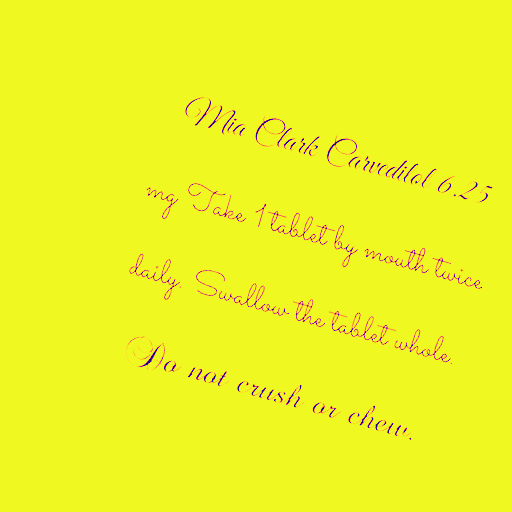 Mia Clark Carvedilol 6.25
mg Take 1 tablet by mouth twice
daily. Swallow the tablet whole.
Do not crush or chew.